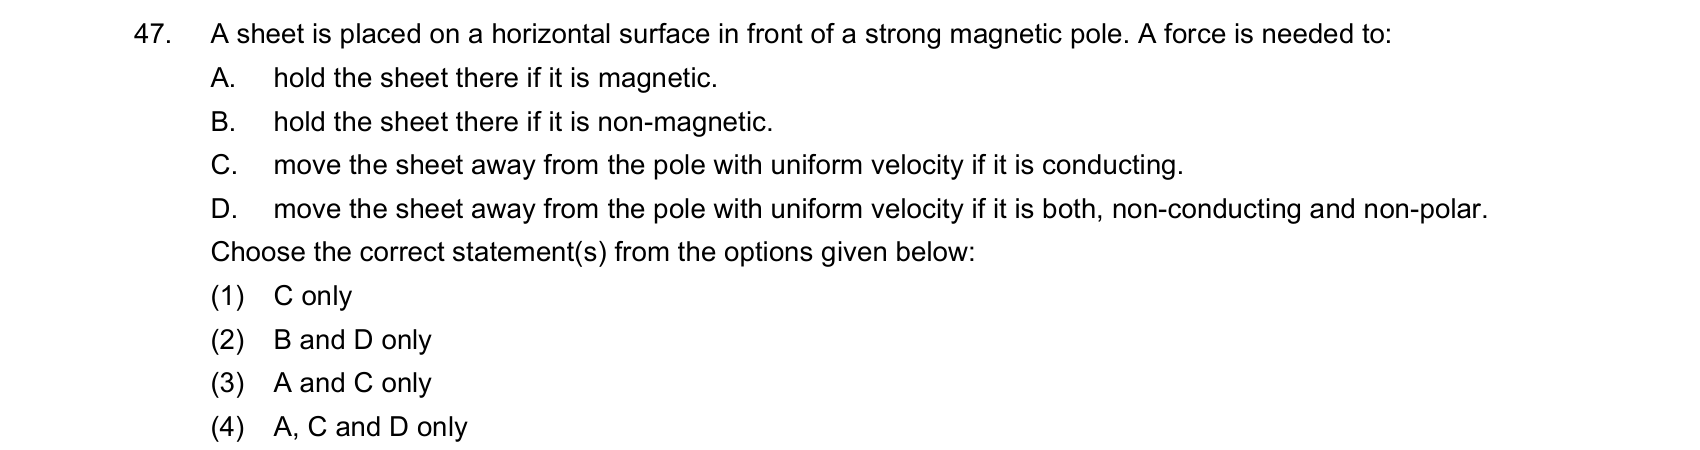 47. A sheet is placed on a horizontal surface in front of a strong magnetic pole. A force is needed to:
A. hold the sheet there if it is magnetic.
B. hold the sheet there if it is non-magnetic.
C. move the sheet away from the pole with uniform velocity if it is conducting.
D. move the sheet away from the pole with uniform velocity if it is both, non-conducting and non-polar.
Choose the correct statement(s) from the options given below:
(1) C only
(2) B and D only
(3) A and C only
(4) A, C and D only